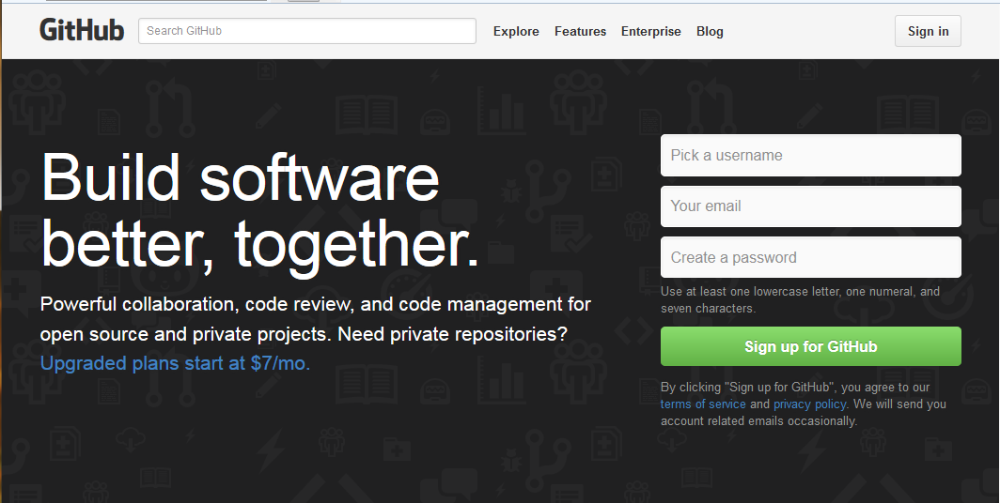 GitHub
Search GitHub
Explore Features Enterprise Blog
Sign in
Build software
better, together.
Powerful collaboration, code review, and code management for
open source and private projects. Need private repositories?
Upgraded plans start at $7/mo.
Pick a username
Your email
Create a password
Use at least one lowercase letter, one numeral, and
seven characters.
Sign up for GitHub
By clicking "Sign up for GitHub", you agree to our
terms of service and privacy policy. We will send you
account related emails occasionally.